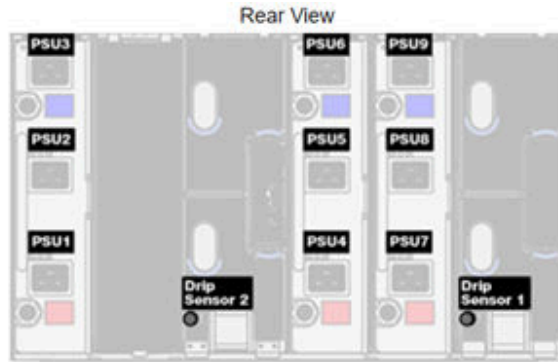 Rear View
PSU3
PSU6
PSU9
PSU2
PSU5
PSU8
PSU1
PSU4
PSU7
Drip
Sensor 2
Drip
Sensor 1